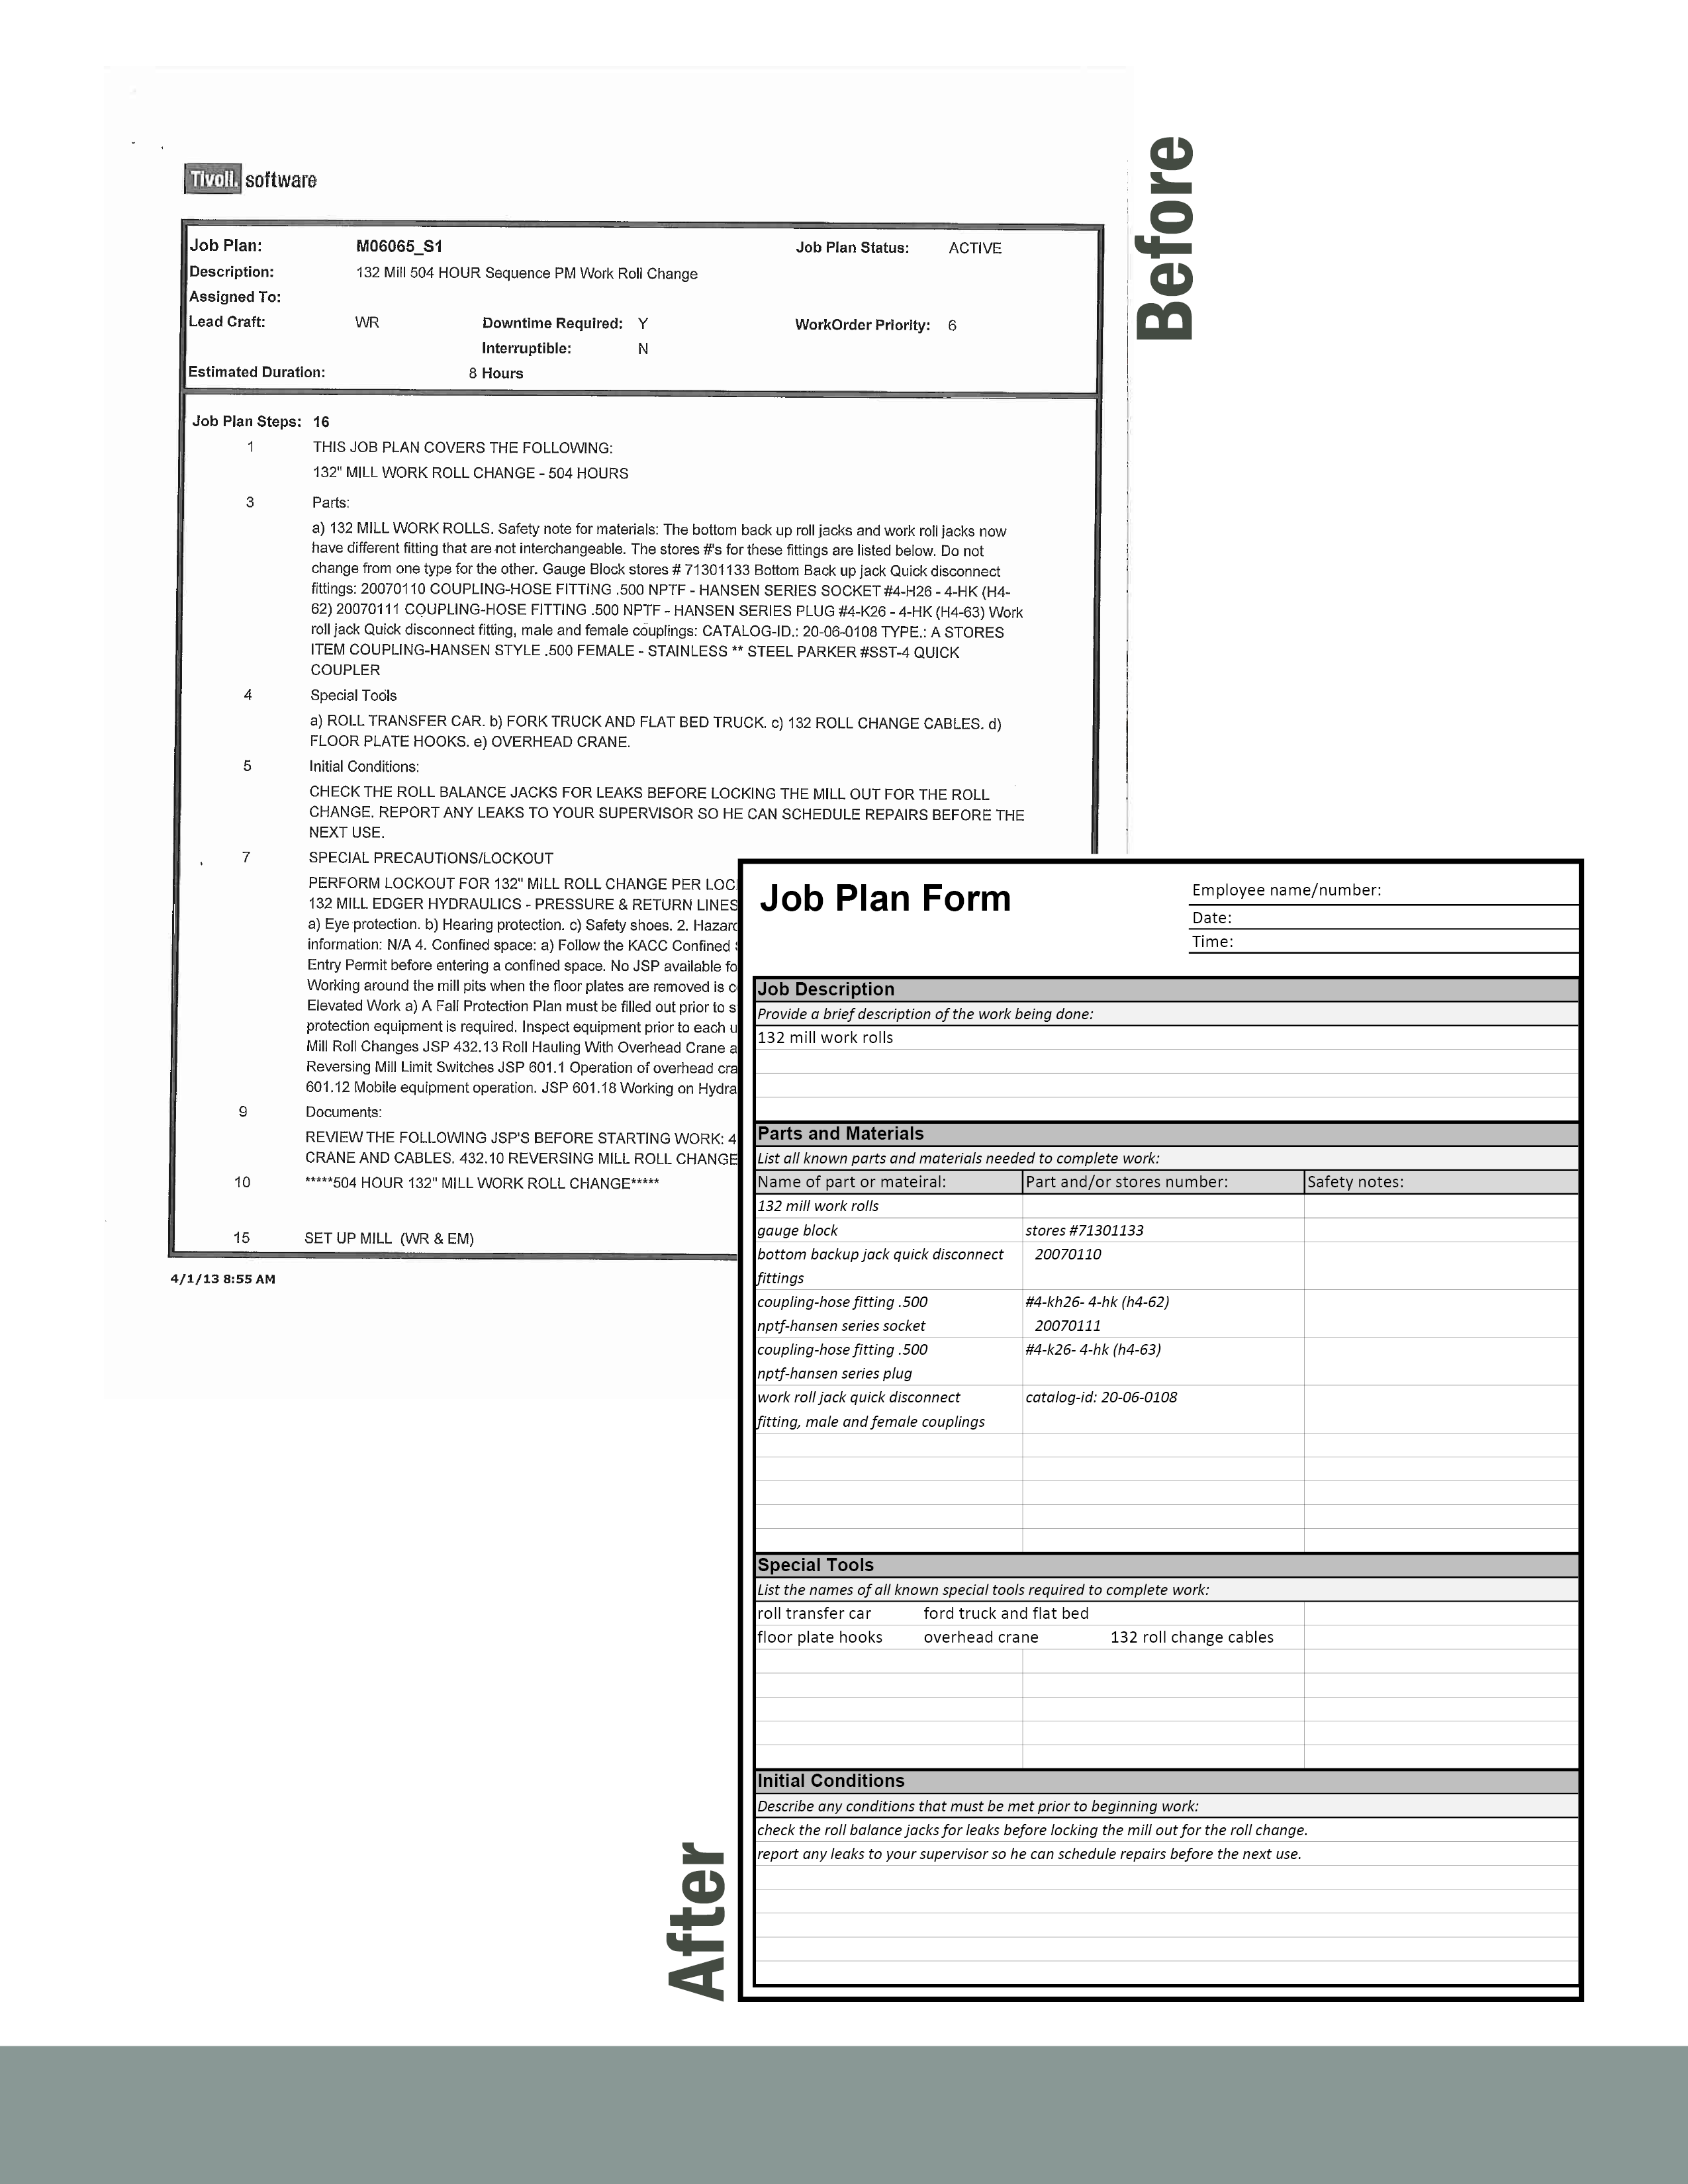 Before
Tivoli. software
Job Plan: M06065_S1 Job Plan Status: ACTIVE
Description: 132 Mill 504 HOUR Sequence PM Work Roll Change
Assigned To:
Lead Craft: WR Downtime Required: Y WorkOrder Priority: 6
Interruptible: N
Estimated Duration: 8 Hours
Job Plan Steps: 16
1 THIS JOB PLAN COVERS THE FOLLOWING:
132" MILL WORK ROLL CHANGE - 504 HOURS
3 Parts:
a) 132 MILL WORK ROLLS. Safety note for materials: The bottom back up roll jacks and work roll jacks now
have different fitting that are not interchangeable. The stores #'s for these fittings are listed below. Do not
change from one type for the other. Gauge Block stores # 71301133 Bottom Back up jack Quick disconnect
fittings: 20070110 COUPLING-HOSE FITTING .500 NPTF - HANSEN SERIES SOCKET #4-H26 - 4-HK (H4-
62) 20070111 COUPLING-HOSE FITTING .500 NPTF - HANSEN SERIES PLUG #4-K26 - 4-HK (H4-63) Work
roll jack Quick disconnect fitting, male and female couplings: CATALOG-ID.: 20-06-0108 TYPE.: A STORES
ITEM COUPLING-HANSEN STYLE .500 FEMALE - STAINLESS ** STEEL PARKER #SST-4 QUICK
COUPLER
4 Special Tools
a) ROLL TRANSFER CAR. b) FORK TRUCK AND FLAT BED TRUCK. c) 132 ROLL CHANGE CABLES. d)
FLOOR PLATE HOOKS. e) OVERHEAD CRANE.
5 Initial Conditions:
CHECK THE ROLL BALANCE JACKS FOR LEAKS BEFORE LOCKING THE MILL OUT FOR THE ROLL
CHANGE. REPORT ANY LEAKS TO YOUR SUPERVISOR SO HE CAN SCHEDULE REPAIRS BEFORE THE
NEXT USE.
7 SPECIAL PRECAUTIONS/LOCKOUT
PERFORM LOCKOUT FOR 132" MILL ROLL CHANGE PER LOC
132 MILL EDGER HYDRAULICS - PRESSURE & RETURN LINES
a) Eye protection. b) Hearing protection. c) Safety shoes. 2. Hazard
information: N/A 4. Confined space: a) Follow the KACC Confined
Entry Permit before entering a confined space. No JSP available fo
Working around the mill pits when the floor plates are removed is c
Elevated Work a) A Fall Protection Plan must be filled out prior to s
protection equipment is required. Inspect equipment prior to each u
Mill Roll Changes JSP 432.13 Roll Hauling With Overhead Crane a
Reversing Mill Limit Switches JSP 601.1 Operation of overhead cra
601.12 Mobile equipment operation. JSP 601.18 Working on Hydra
9 Documents:
REVIEW THE FOLLOWING JSP'S BEFORE STARTING WORK: 4
CRANE AND CABLES. 432.10 REVERSING MILL ROLL CHANGE
10 *****504 HOUR 132" MILL WORK ROLL CHANGE*****
15 SET UP MILL (WR & EM)
4/1/13 8:55 AM
After
Job Plan Form
Employee name/number:
Date:
Time:
Job Description
Provide a brief description of the work being done:
132 mill work rolls
Parts and Materials
List all known parts and materials needed to complete work:
Name of part or mateiral: Part and/or stores number: Safety notes:
132 mill work rolls
gauge block stores #71301133
bottom backup jack quick disconnect 20070110
fittings
coupling-hose fitting .500 #4-kh26- 4-hk (h4-62)
nptf-hansen series socket 20070111
coupling-hose fitting .500 #4-k26- 4-hk (h4-63)
nptf-hansen series plug
work roll jack quick disconnect catalog-id: 20-06-0108
fitting, male and female couplings
Special Tools
List the names of all known special tools required to complete work:
roll transfer car ford truck and flat bed
floor plate hooks overhead crane 132 roll change cables
Initial Conditions
Describe any conditions that must be met prior to beginning work:
check the roll balance jacks for leaks before locking the mill out for the roll change.
report any leaks to your supervisor so he can schedule repairs before the next use.